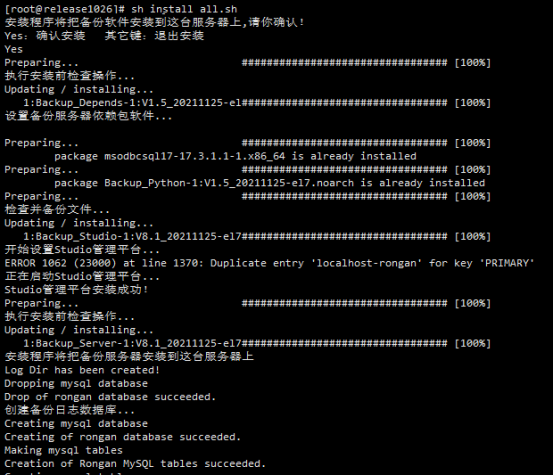 [root@release1026]# sh install all.sh
安装程序将把备份软件安装到这台服务器上,请你确认!
Yes: 确认安装 其它键: 退出安装
Yes
Preparing... ################################# [100%]
执行安装前检查操作...
Updating / installing...
1:Backup_Depends-1:V1.5_20211125-el################################# [100%]
设置备份服务器依赖包软件...
Preparing... ################################# [100%]
package msodbcsql17-17.3.1.1-1.x86_64 is already installed
Preparing... ################################# [100%]
package Backup_Python-1:V1.5_20211125-el7.noarch is already installed
Preparing... ################################# [100%]
检查并备份文件...
Updating / installing...
1:Backup_Studio-1:V8.1_20211125-el7################################# [100%]
开始设置Studio管理平台...
ERROR 1062 (23000) at line 1370: Duplicate entry 'localhost-rongan' for key 'PRIMARY'
正在启动Studio管理平台...
Studio管理平台安装成功!
Preparing... ################################# [100%]
执行安装前检查操作...
Updating / installing...
1:Backup_Server-1:V8.1_20211125-el7################################# [100%]
安装程序将把备份服务器安装到这台服务器上
Log Dir has been created!
Dropping mysql database
Drop of rongan database succeeded.
创建备份日志数据库...
Creating mysql database
Creating of rongan database succeeded.
Making mysql tables
Creation of Rongan MySQL tables succeeded.